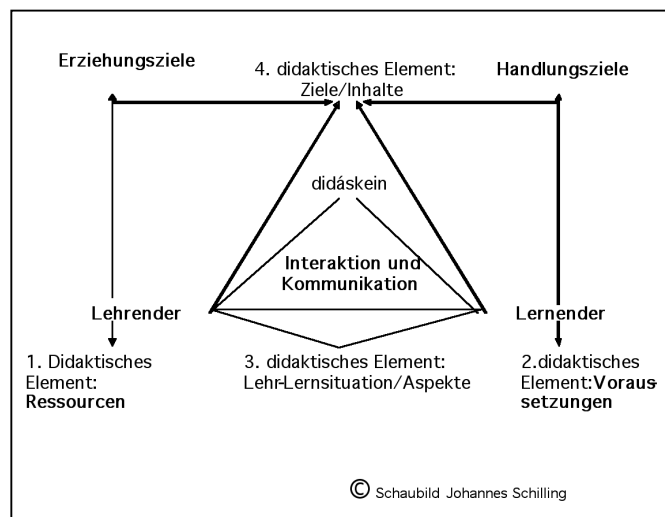 Erziehungsziele
4. didaktisches Element:
Ziele/Inhalte
Handlungsziele
didáskein
Interaktion und
Kommunikation
Lehrender
Lernender
1. Didaktisches
Element:
Ressourcen
3. didaktisches Element:
Lehr-Lernsituation/Aspekte
2.didaktisches
Element:Voraus-
setzungen
© Schaubild Johannes Schilling